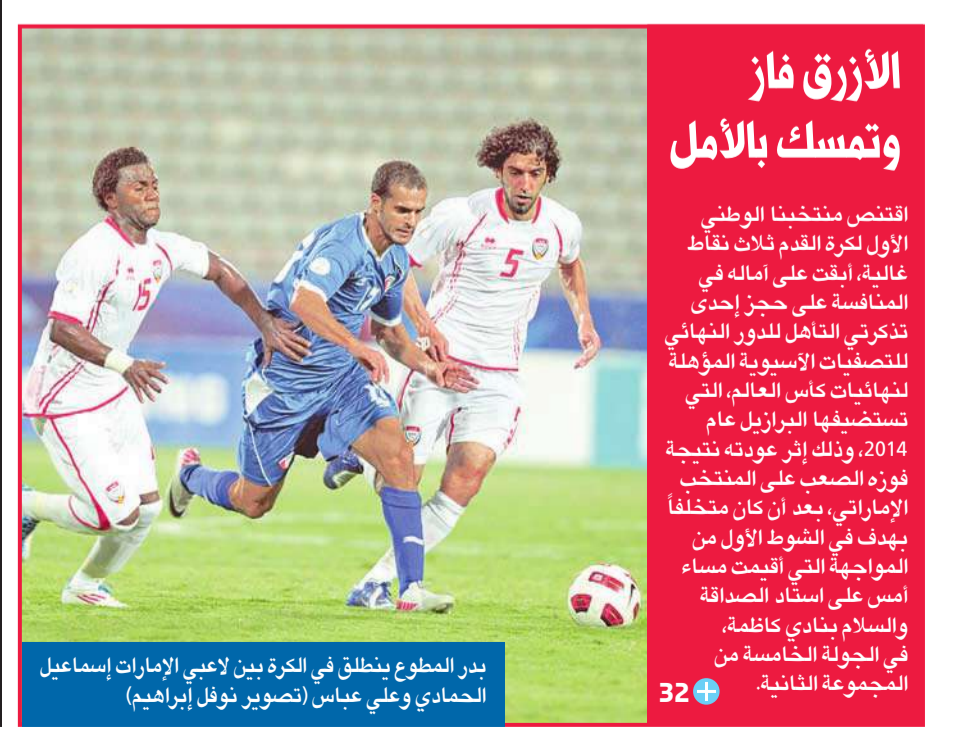 الأزرق فاز
وتمسك بالأمل
اقتنص منتخبنا الوطني
الأول لكرة القدم ثلاث نقاط
غالية، أبقت على آماله في
المنافسة على حجز إحدى
تذكرتي التأهل للدور النهائي
للتصفيات الآسيوية المؤهلة
لنهائيات كأس العالم، التي
تستضيفها البرازيل عام
2014، وذلك إثر عودته نتيجة
فوزه الصعب على المنتخب
الإماراتي، بعد أن كان متخلفاً
بهدف في الشوط الأول من
المواجهة التي أقيمت مساء
أمس على استاد الصداقة
والسلام بنادي كاظمة،
في الجولة الخامسة من
المجموعة الثانية.
32
15
5
17
بدر المطوع ينطلق في الكرة بين لاعبي الإمارات إسماعيل
الحمادي وعلي عباس (تصوير نوفل إبراهيم)